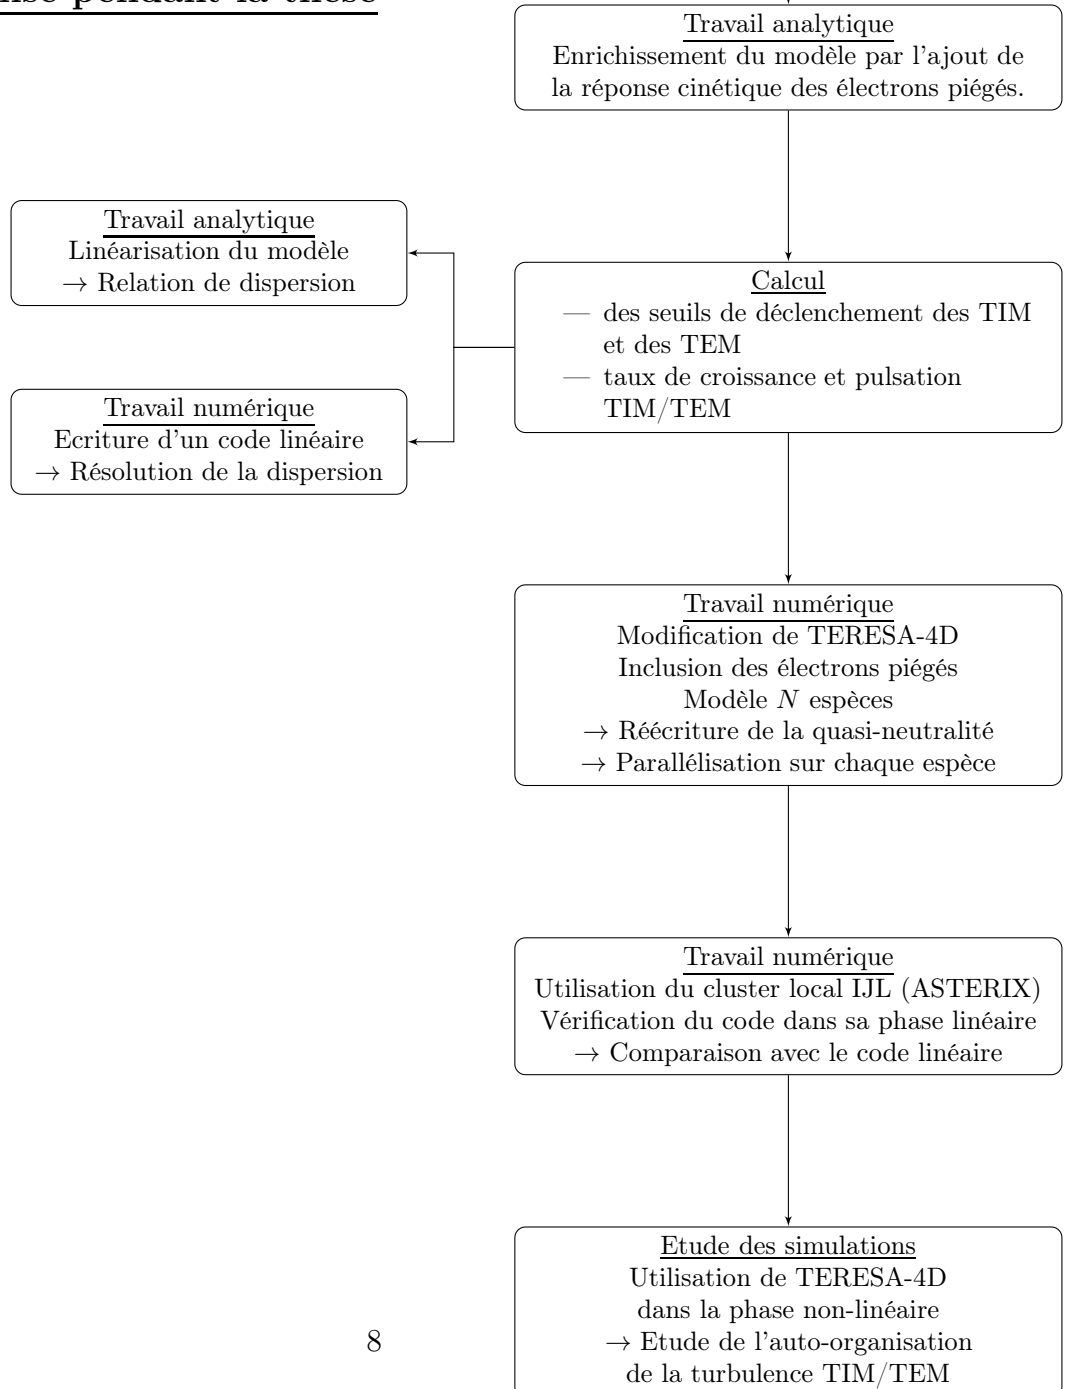 pendant la thèse
Travail analytique
Enrichissement du modèle par l'ajout de
la réponse cinétique des électrons piégés.
Travail analytique
Linéarisation du modèle
→ Relation de dispersion
Calcul
— des seuils de déclenchement des TIM
et des TEM
— taux de croissance et pulsation
TIM/TEM
Travail numérique
Ecriture d'un code linéaire
→ Résolution de la dispersion
Travail numérique
Modification de TERESA-4D
Inclusion des électrons piégés
Modèle N espèces
→ Réécriture de la quasi-neutralité
→ Parallélisation sur chaque espèce
Travail numérique
Utilisation du cluster local IJL (ASTERIX)
Vérification du code dans sa phase linéaire
→ Comparaison avec le code linéaire
Etude des simulations
Utilisation de TERESA-4D
dans la phase non-linéaire
→ Etude de l'auto-organisation
de la turbulence TIM/TEM
8